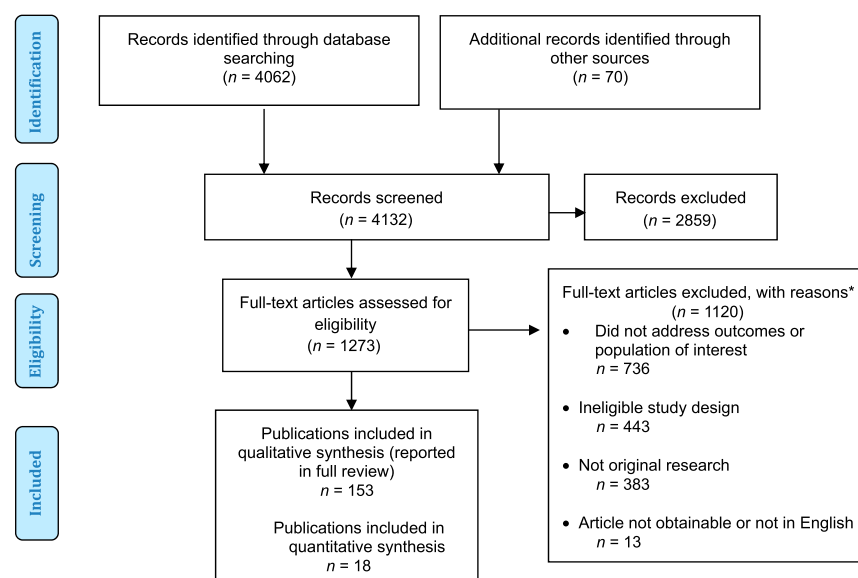 Identification
Records identified through database
searching
(n = 4062)
Additional records identified through
other sources
(n = 70)
Screening
Records screened
(n = 4132)
Records excluded
(n = 2859)
Eligibility
Full-text articles assessed for
eligibility
(n = 1273)
Full-text articles excluded, with reasons*
(n = 1120)
• Did not address outcomes or
population of interest
n = 736
• Ineligible study design
n = 443
• Not original research
n = 383
• Article not obtainable or not in English
n = 13
Included
Publications included in
qualitative synthesis (reported
in full review)
n = 153
Publications included in
quantitative synthesis
n = 18